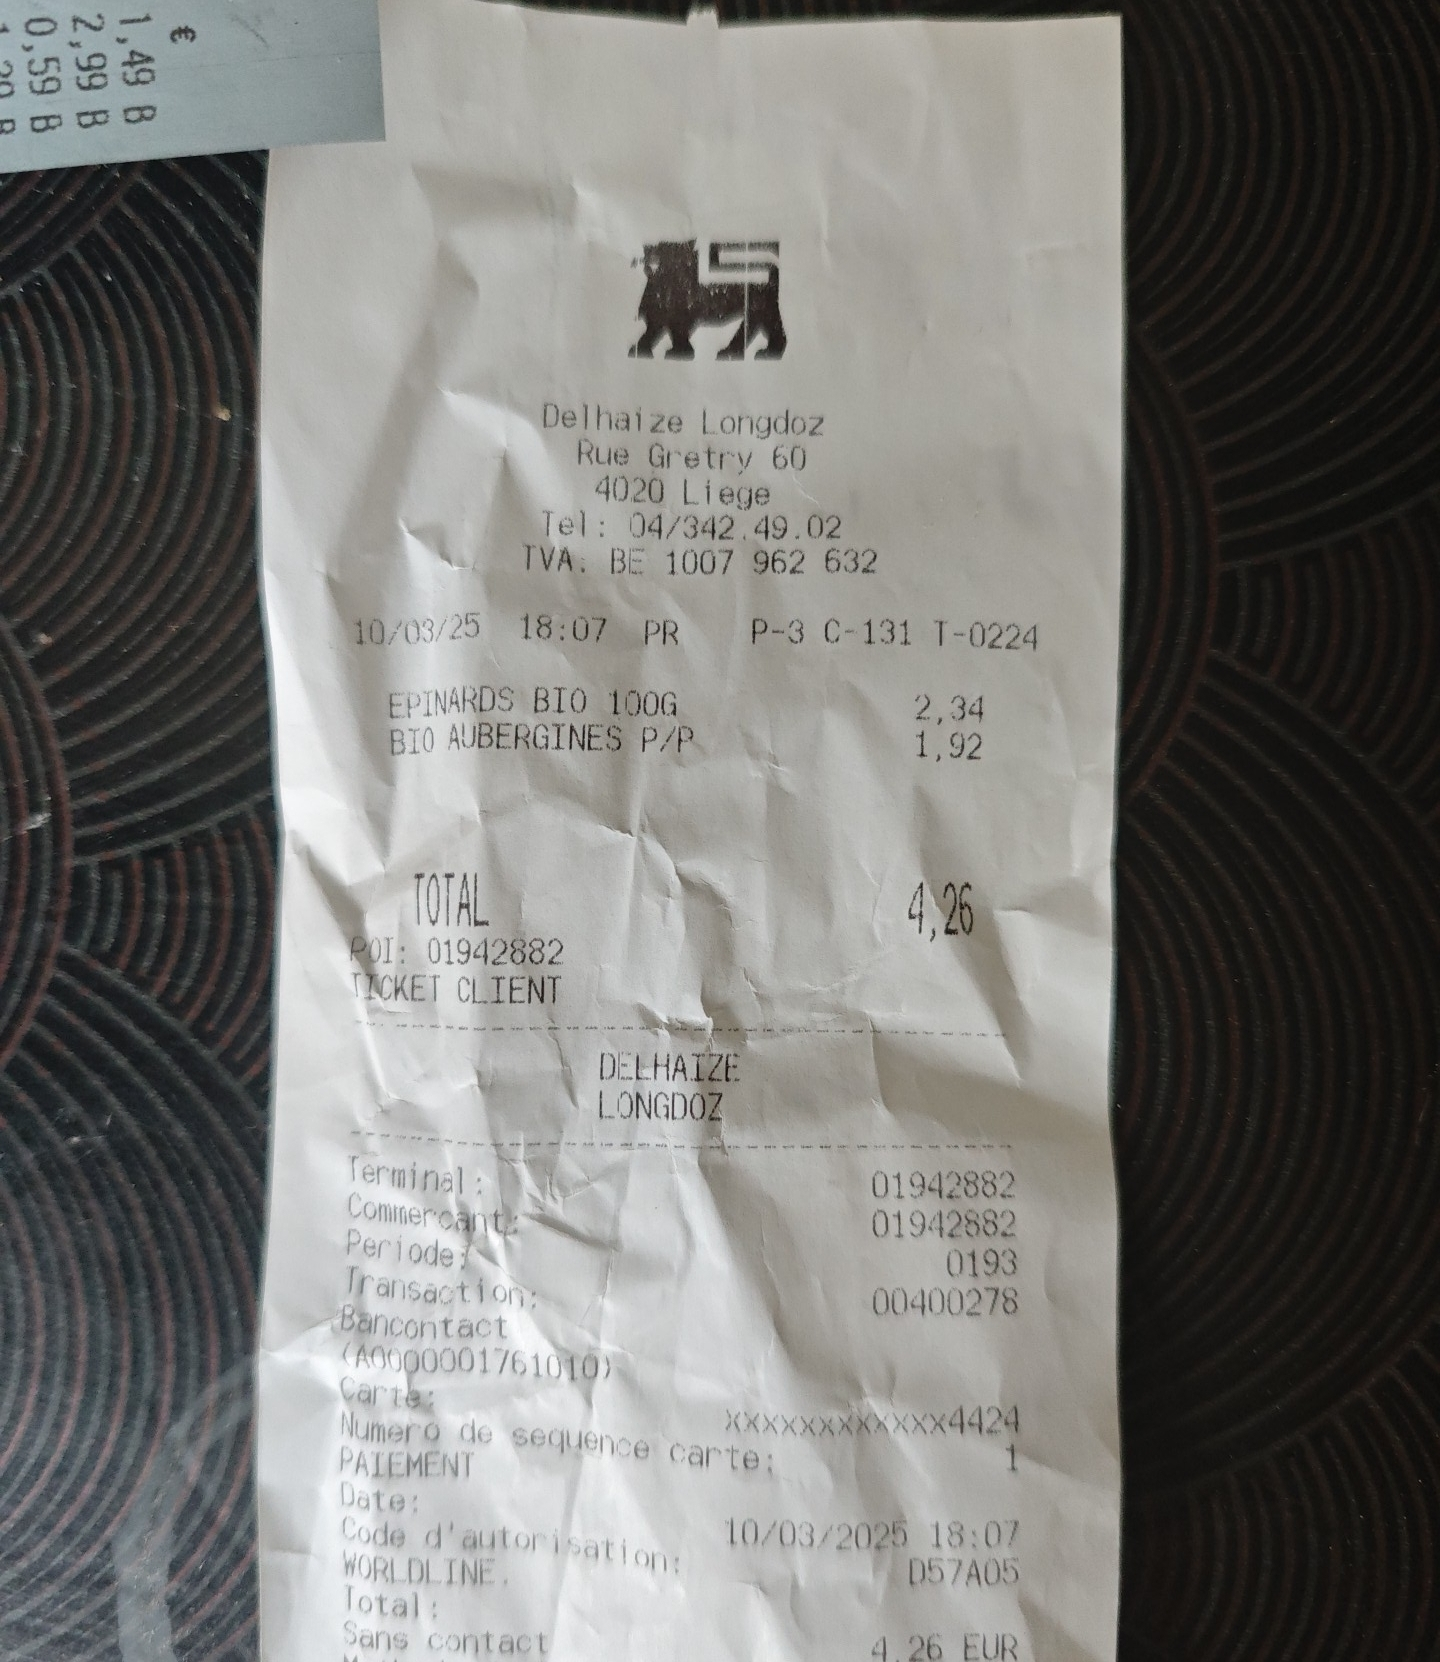 €
1,49 B
2,99 B
0,59 B
Delhaize Longdoz
Rue Gretry 60
4020 Liege
Tel: 04/342.49.02
TVA: BE 1007 962 632
10/03/25 18:07 PR P-3 C-131 T-0224
EPINARDS BIO 100G 2,34
BIO AUBERGINES P/P 1,92
TOTAL 4,26
POI: 01942882
TICKET CLIENT
DELHAIZE
LONGDOZ
Terminal: 01942882
Commercant: 01942882
Periode: 0193
Transaction: 00400278
Bancontact
(A0000001761010)
Carte: xxxxxxxxxxxxx4424
Numero de sequence carte: 1
PAIEMENT
Date: 10/03/2025 18:07
Code d'autorisation: D57A05
WORLDLINE.
Total: 4,26 EUR
Sans contact